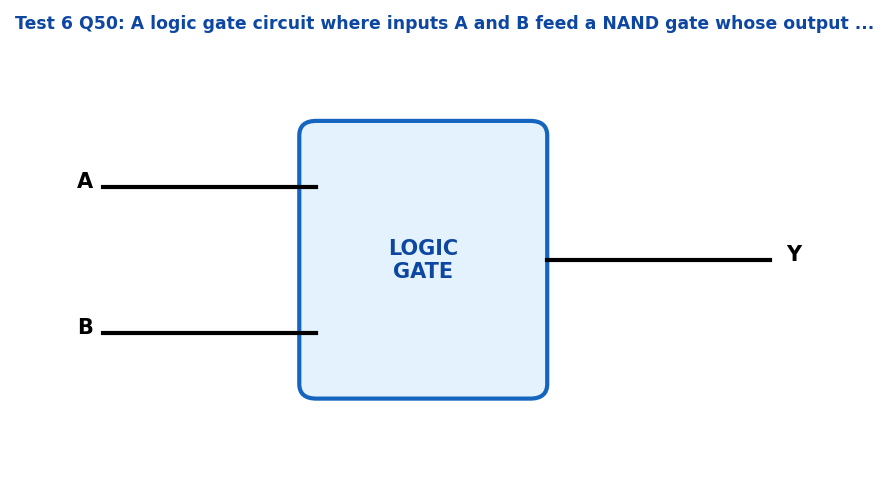 Test 6 Q50: A logic gate circuit where inputs A and B feed a NAND gate whose output ...
A
LOGIC
GATE
Y
B